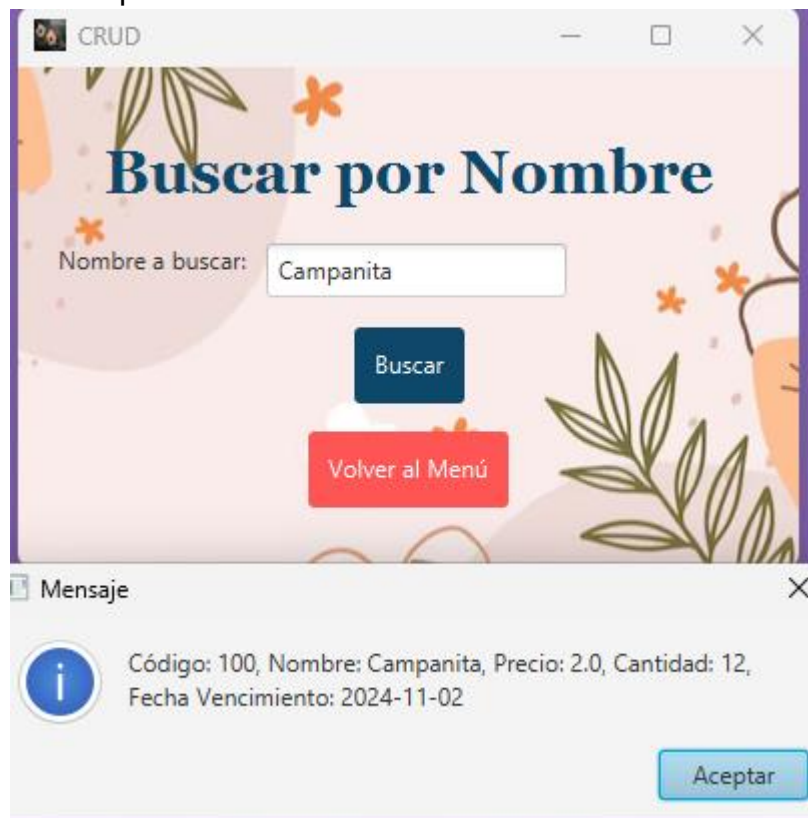 CRUD
Buscar por Nombre
Nombre a buscar: Campanita
Buscar
Volver al Menú
Mensaje
Código: 100, Nombre: Campanita, Precio: 2.0, Cantidad: 12,
Fecha Vencimiento: 2024-11-02
Aceptar